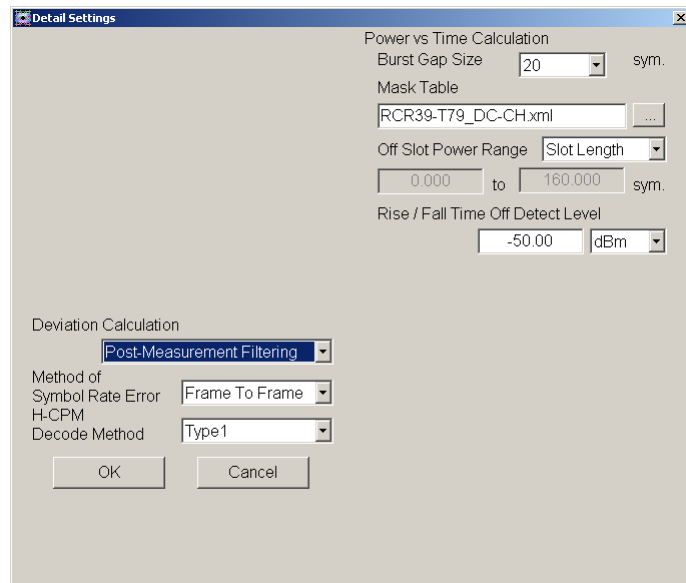 Detail Settings
Power vs Time Calculation
Burst Gap Size 20 sym.
Mask Table
RCR39-T79_DC-CH.xml ...
Off Slot Power Range Slot Length
0.000 to 160.000 sym.
Rise / Fall Time Off Detect Level
-50.00 dBm
Deviation Calculation
Post-Measurement Filtering
Method of
Symbol Rate Error Frame To Frame
H-CPM
Decode Method Type1
OK Cancel